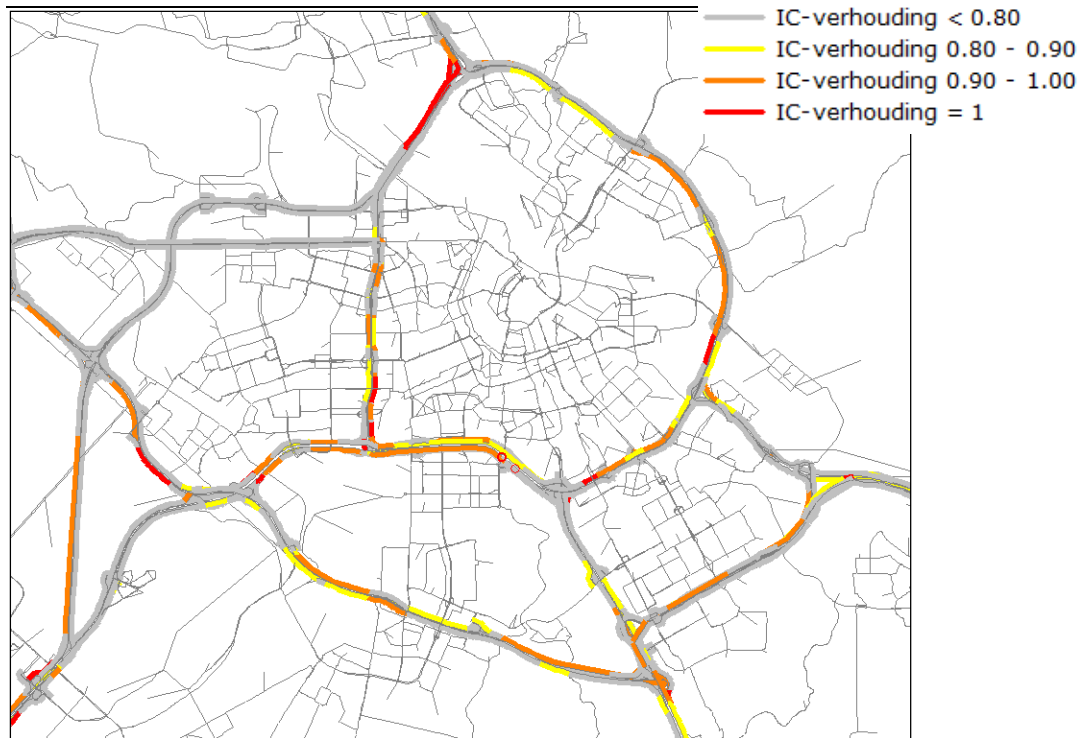 IC-verhouding < 0.80
IC-verhouding 0.80 - 0.90
IC-verhouding 0.90 - 1.00
IC-verhouding = 1